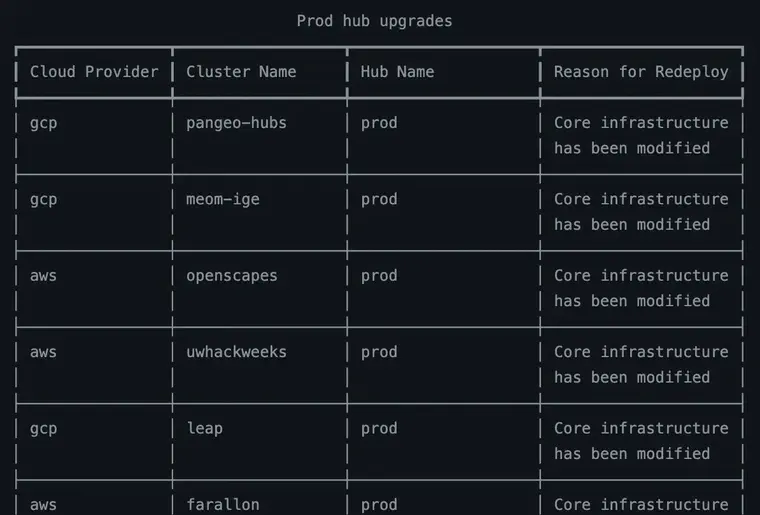 Prod hub upgrades
Cloud Provider Cluster Name Hub Name Reason for Redeploy
gcp pangeo-hubs prod Core infrastructure
has been modified
gcp meom-ige prod Core infrastructure
has been modified
aws openscapes prod Core infrastructure
has been modified
aws uwhackweeks prod Core infrastructure
has been modified
gcp leap prod Core infrastructure
has been modified
aws farallon prod Core infrastructure